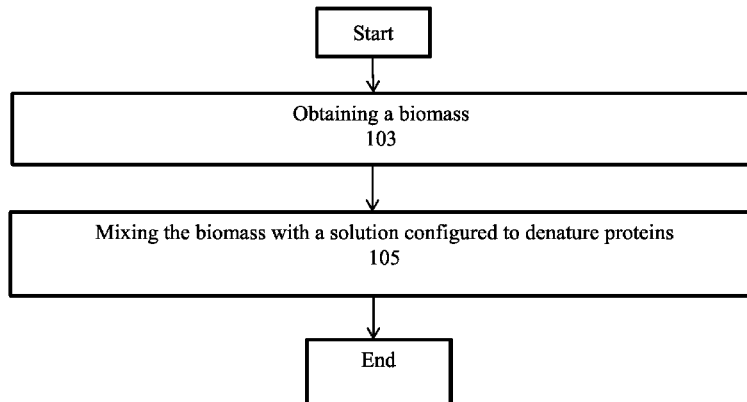 Start
Obtaining a biomass
103
Mixing the biomass with a solution configured to denature proteins
105
End